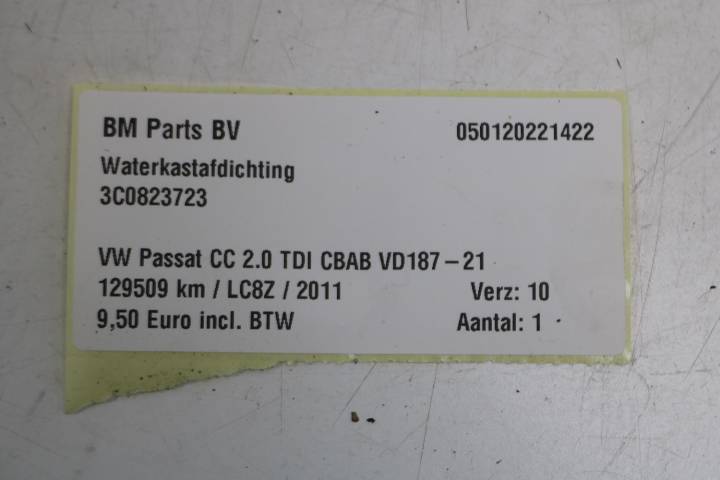 BM Parts BV 050120221422
Waterkastafdichting
3C0823723
VW Passat CC 2.0 TDI CBAB VD187-21
129509 km / LC8Z / 2011 Verz: 10
9,50 Euro incl. BTW Aantal: 1